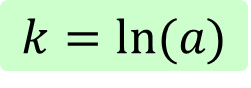 k = ln(a)